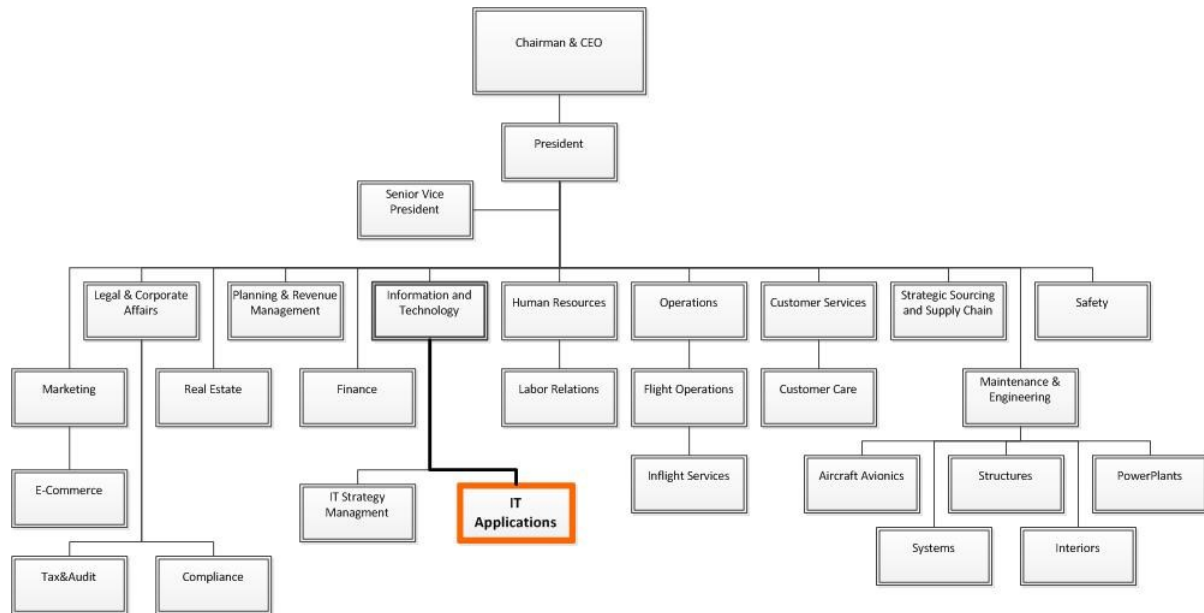 Chairman & CEO
President
Senior Vice
President
Legal & Corporate
Affairs
Planning & Revenue
Management
Information and
Technology
Human Resources
Operations
Customer Services
Strategic Sourcing
and Supply Chain
Safety
Marketing
Real Estate
Finance
Labor Relations
Flight Operations
Customer Care
Maintenance &
Engineering
E-Commerce
IT Strategy
Managment
IT
Applications
Inflight Services
Aircraft Avionics
Structures
PowerPlants
Systems
Interiors
Tax&Audit
Compliance